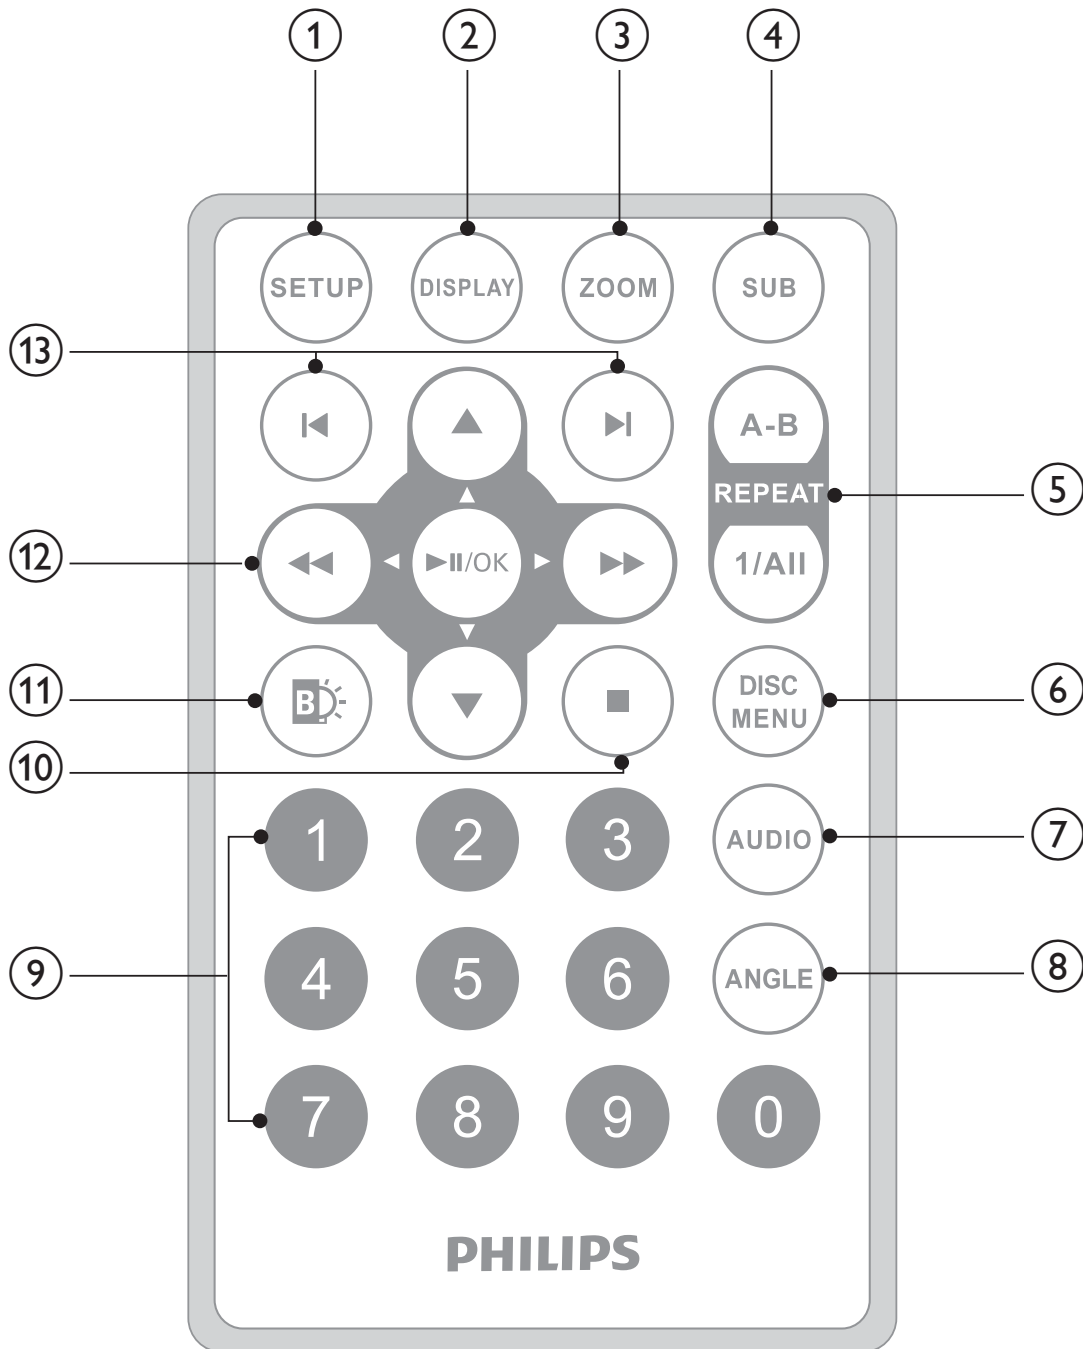 1 2 3 4
SETUP DISPLAY ZOOM SUB
13
A-B
REPEAT 5
12 /OK 1/All
11 B DISC MENU 6
10
1 2 3 AUDIO 7
9 4 5 6 ANGLE 8
7 8 9 0
PHILIPS